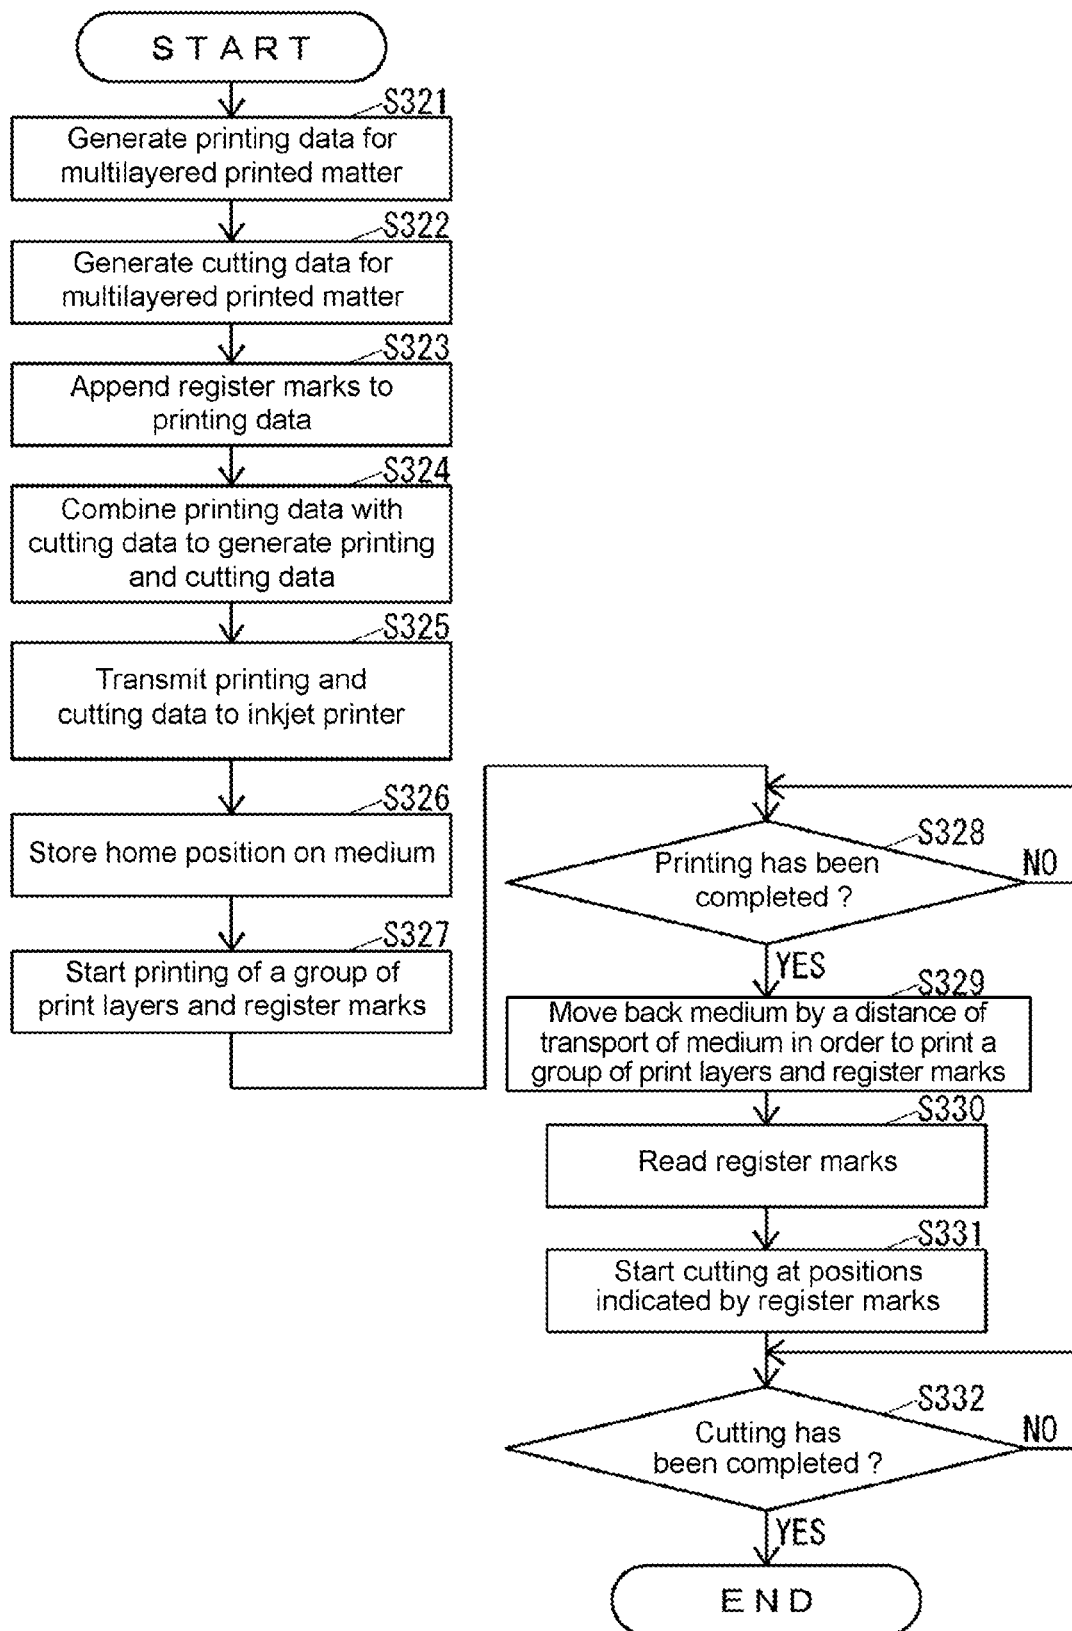 START
S321
Generate printing data for
multilayered printed matter
S322
Generate cutting data for
multilayered printed matter
S323
Append register marks to
printing data
S324
Combine printing data with
cutting data to generate printing
and cutting data
S325
Transmit printing and
cutting data to inkjet printer
S326
Store home position on medium
S327
Start printing of a group of
print layers and register marks
S328
Printing has been
completed ?
NO
YES
S329
Move back medium by a distance of
transport of medium in order to print a
group of print layers and register marks
S330
Read register marks
S331
Start cutting at positions
indicated by register marks
S332
Cutting has
been completed ?
NO
YES
END